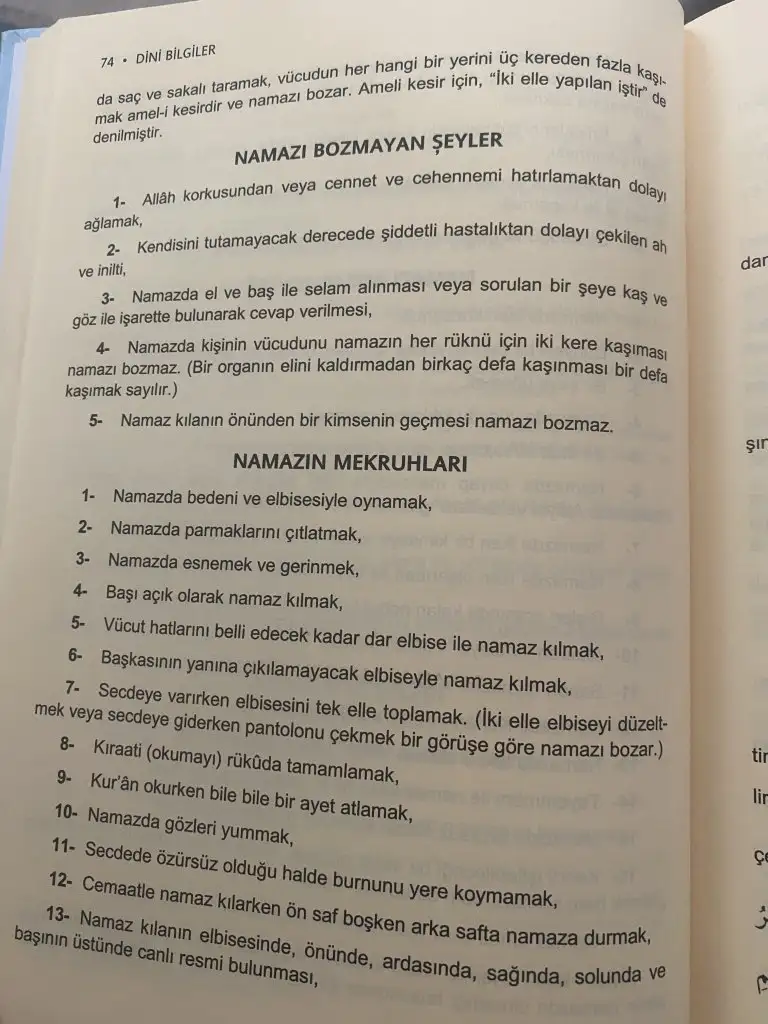 74 • DİNİ BİLGİLER
da saç ve sakalı taramak, vücudun her hangi bir yerini üç kereden fazla kaşı-
mak amel-i kesirdir ve namazı bozar. Ameli kesir için, “İki elle yapılan iştir” de
denilmiştir.
NAMAZI BOZMAYAN ŞEYLER
1- Allâh korkusundan veya cennet ve cehennemi hatırlamaktan dolayı
ağlamak,
2- Kendisini tutamayacak derecede şiddetli hastalıktan dolayı çekilen ah
ve inilti,
3- Namazda el ve baş ile selam alınması veya sorulan bir şeye kaş ve
göz ile işarette bulunarak cevap verilmesi,
4- Namazda kişinin vücudunu namazın her rüknü için iki kere kaşıması
namazı bozmaz. (Bir organın elini kaldırmadan birkaç defa kaşınması bir defa
kaşımak sayılır.)
5- Namaz kılanın önünden bir kimsenin geçmesi namazı bozmaz.
NAMAZIN MEKRUHLARI
1- Namazda bedeni ve elbisesiyle oynamak,
2- Namazda parmaklarını çıtlatmak,
3- Namazda esnemek ve gerinmek,
4- Başı açık olarak namaz kılmak,
5- Vücut hatlarını belli edecek kadar dar elbise ile namaz kılmak,
6- Başkasının yanına çıkılamayacak elbiseyle namaz kılmak,
7- Secdeye varırken elbisesini tek elle toplamak. (İki elle elbiseyi düzelt-
mek veya secdeye giderken pantolonu çekmek bir görüşe göre namazı bozar.)
8- Kıraati (okumayı) rükûda tamamlamak,
9- Kur’ân okurken bile bile bir ayet atlamak,
10- Namazda gözleri yummak,
11- Secdede özürsüz olduğu halde burnunu yere koymamak,
12- Cemaatle namaz kılarken ön saf boşken arka safta namaza durmak,
13- Namaz kılanın elbisesinde, önünde, ardasında, sağında, solunda ve
başının üstünde canlı resmi bulunması,